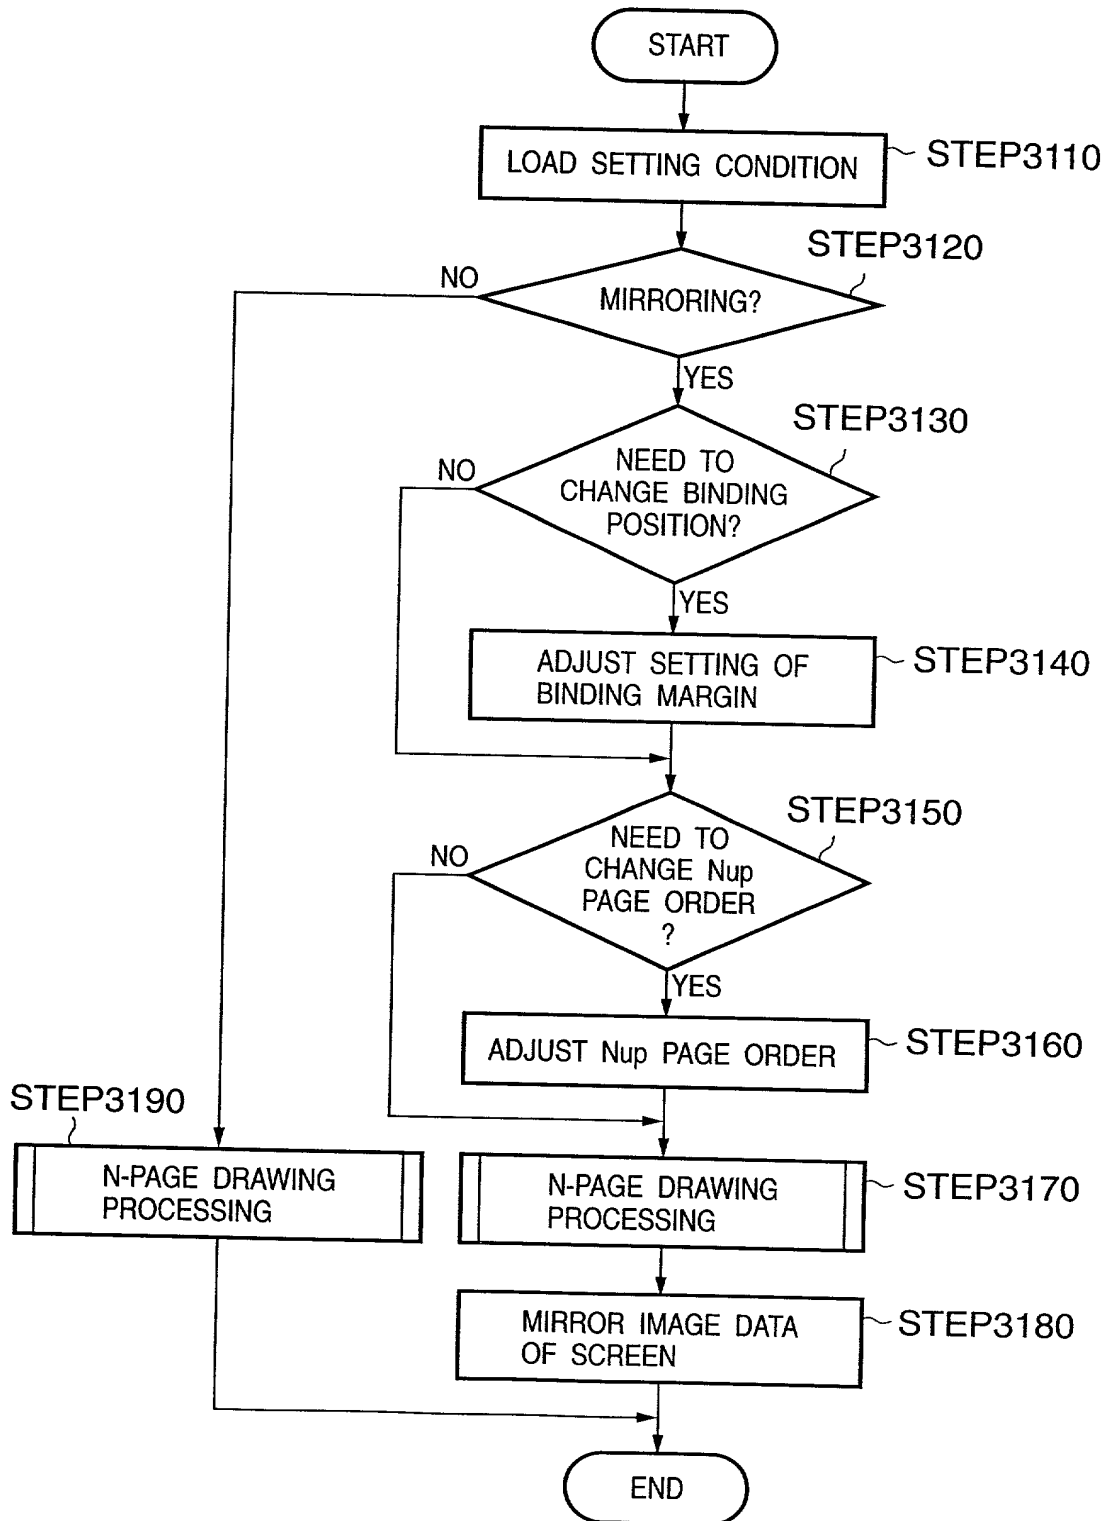 START
LOAD SETTING CONDITION
STEP3110
STEP3120
NO
MIRRORING?
YES
STEP3130
NO
NEED TO
CHANGE BINDING
POSITION?
YES
ADJUST SETTING OF
BINDING MARGIN
STEP3140
STEP3150
NO
NEED TO
CHANGE Nup
PAGE ORDER
?
YES
ADJUST Nup PAGE ORDER
STEP3160
STEP3190
N-PAGE DRAWING
PROCESSING
N-PAGE DRAWING
PROCESSING
STEP3170
MIRROR IMAGE DATA
OF SCREEN
STEP3180
END